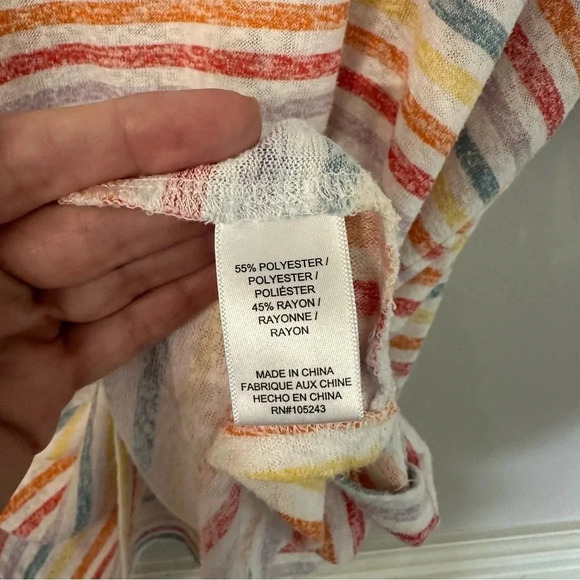 55% POLYESTER /
POLYESTER /
POLIÉSTER
45% RAYON /
RAYONNE /
RAYON
MADE IN CHINA
FABRIQUE AUX CHINE
HECHO EN CHINA
RN#105243